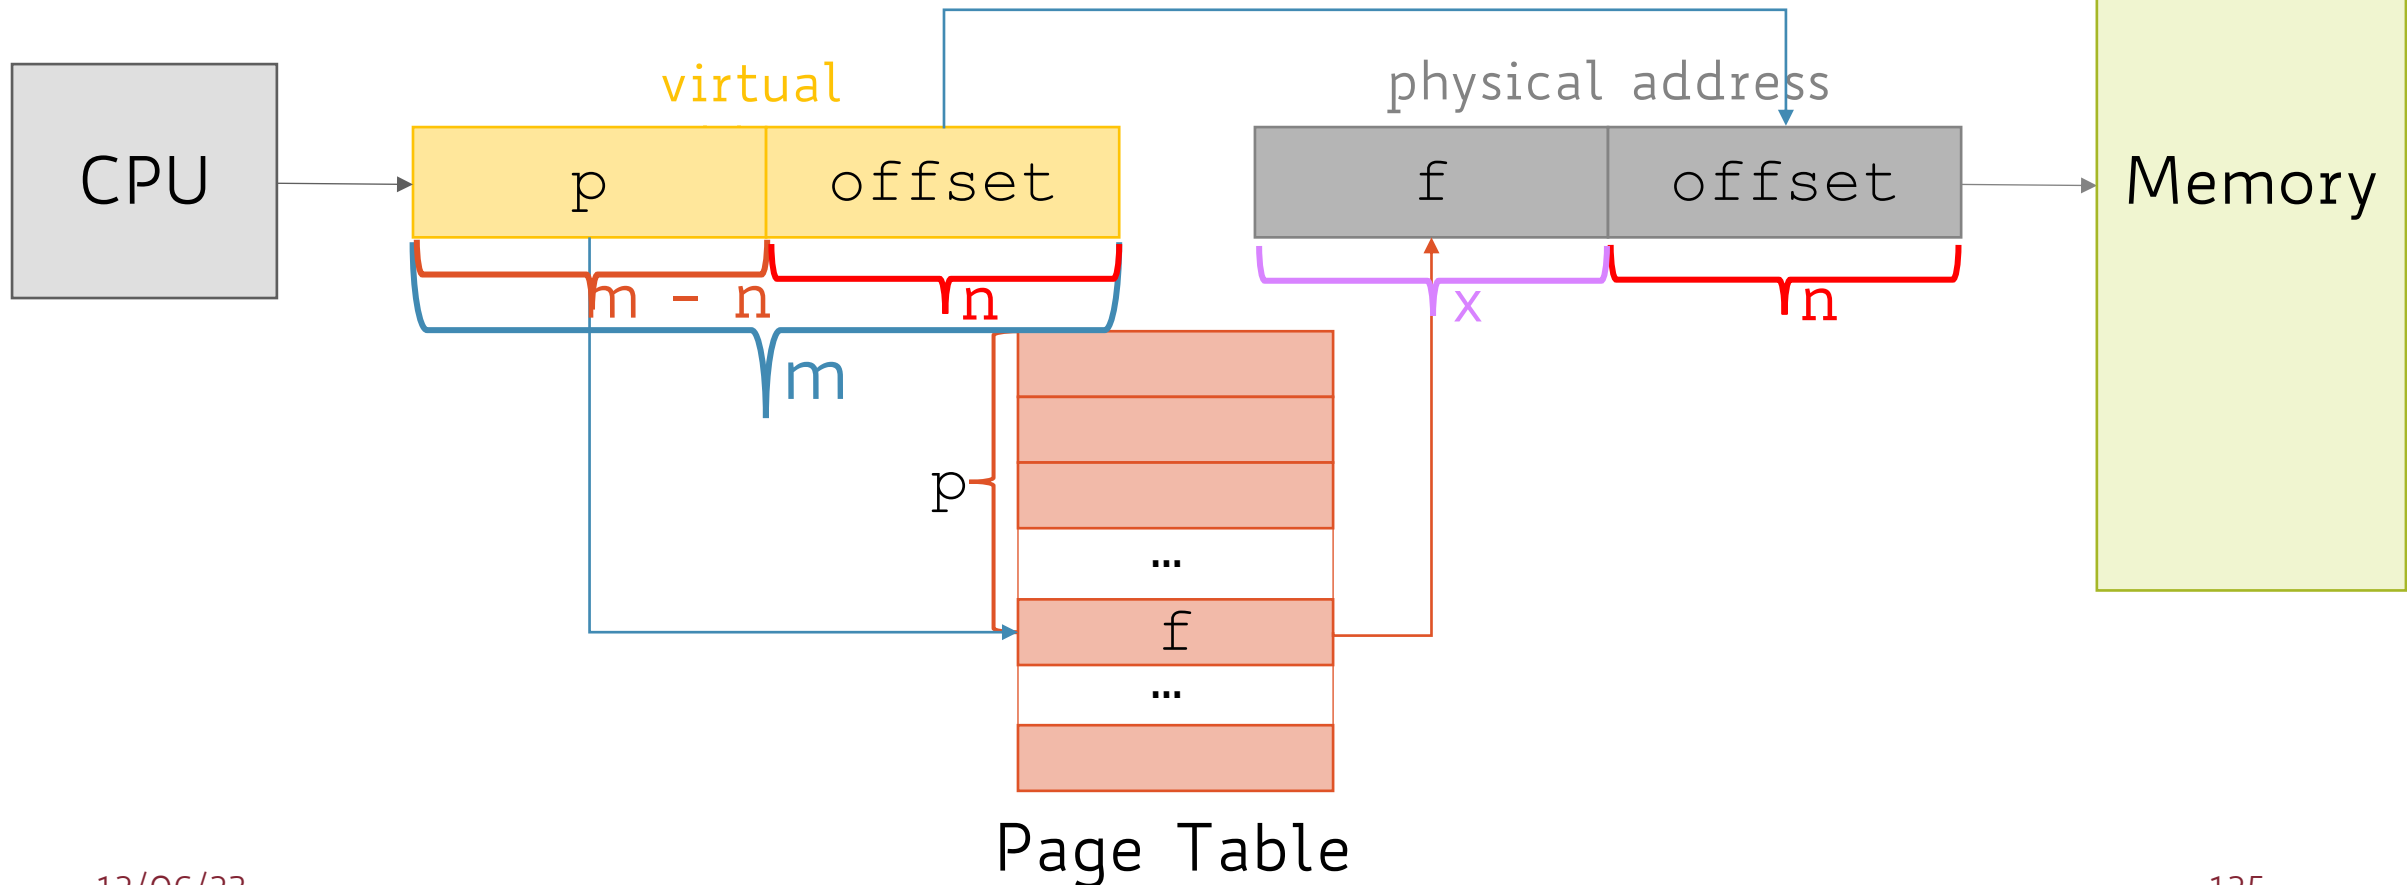 virtual
physical address
CPU
p
offset
f
offset
Memory
m - n
n
x
n
m
p
…
f
…
Page Table